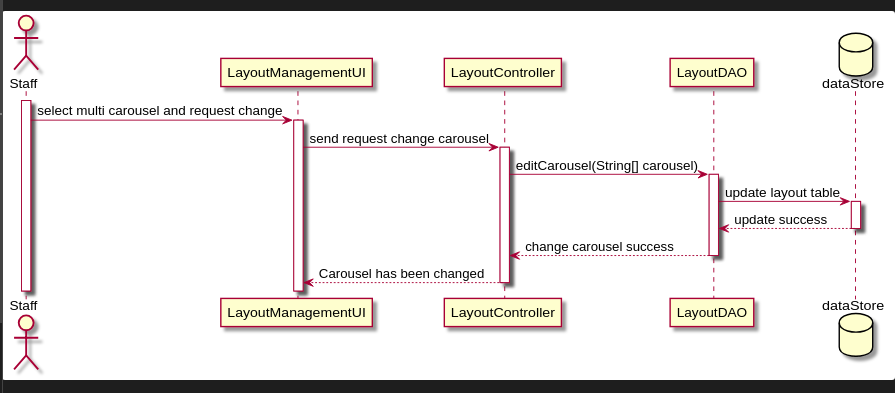 Staff
LayoutManagementUI
LayoutController
LayoutDAO
dataStore
select multi carousel and request change
send request change carousel
editCarousel(String[] carousel)
update layout table
update success
change carousel success
Carousel has been changed
Staff
LayoutManagementUI
LayoutController
LayoutDAO
dataStore